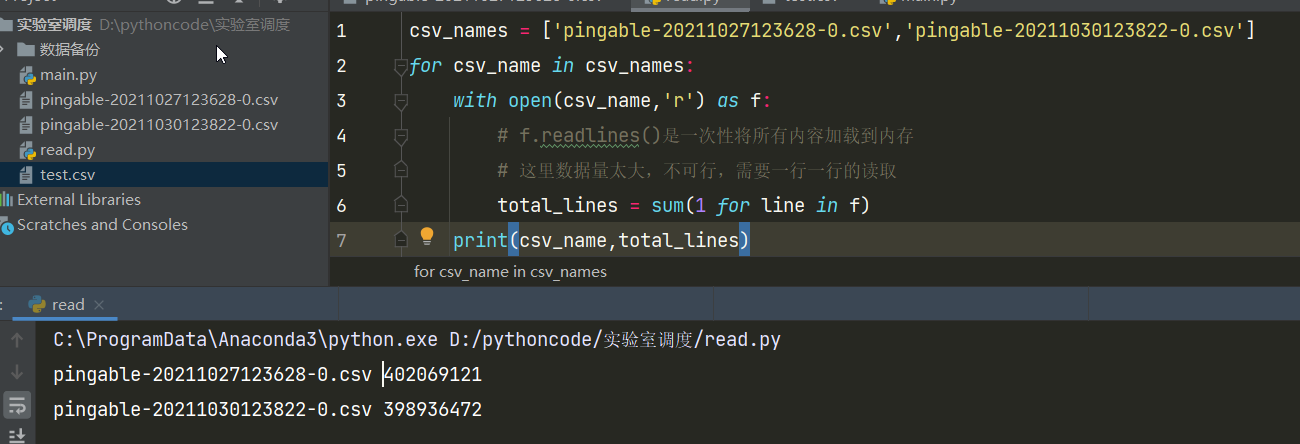 实验室调度 D:\pythoncode\实验室调度
数据备份
main.py
pingable-20211027123628-0.csv
pingable-20211030123822-0.csv
read.py
test.csv
External Libraries
Scratches and Consoles
1 csv_names = ['pingable-20211027123628-0.csv','pingable-20211030123822-0.csv']
2 for csv_name in csv_names:
3 with open(csv_name,'r') as f:
4 # f.readlines()是一次性将所有内容加载到内存
5 # 这里数据量太大，不可行，需要一行一行的读取
6 total_lines = sum(1 for line in f)
7 print(csv_name,total_lines)
for csv_name in csv_names
: read
C:\ProgramData\Anaconda3\python.exe D:/pythoncode/实验室调度/read.py
pingable-20211027123628-0.csv 402069121
pingable-20211030123822-0.csv 398936472